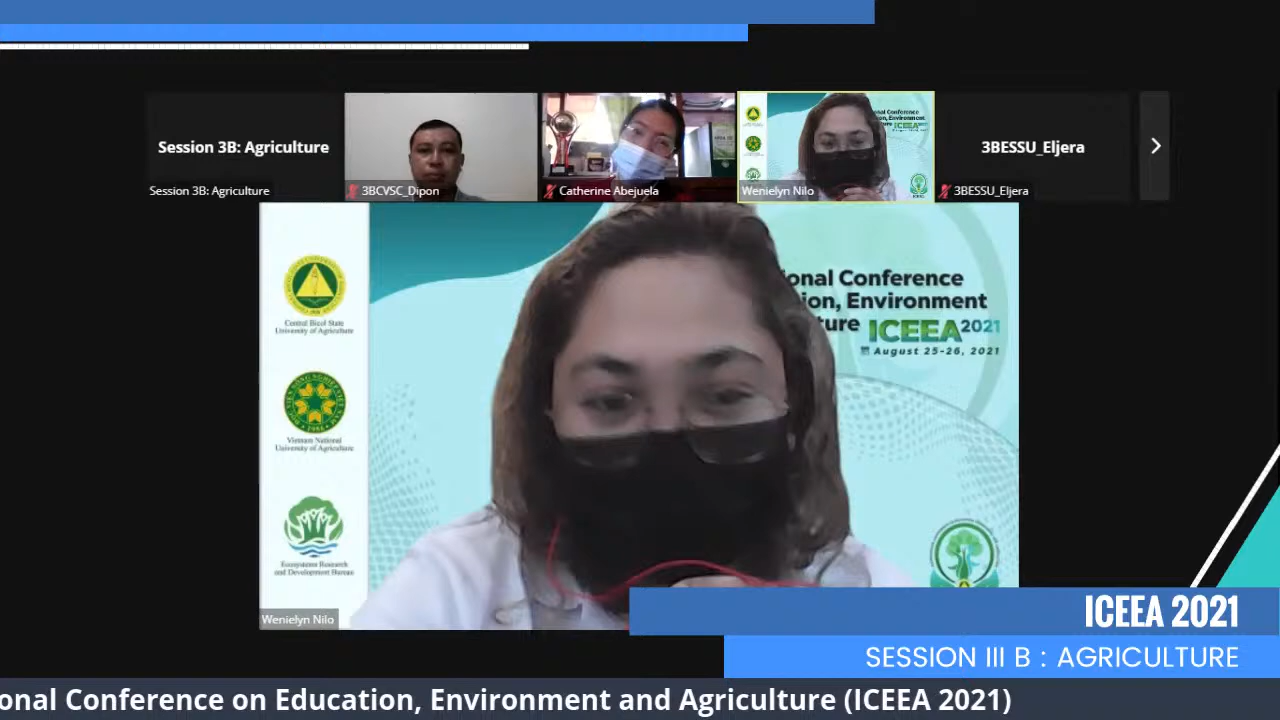 Session 3B: Agriculture
3BESSU_Eljera
Session 3B: Agriculture
3BCVSC_Dipon
Catherine Abejuela
Wenielyn Nilo
3BESSU_Eljera
onal Conference
ion, Environment
ture ICEEA2021
August 25-26, 2021
Central Bicol State
University of Agriculture
Vietnam National
University of Agriculture
Ecosystems Research
and Development Bureau
Wenielyn Nilo
ICEEA 2021
SESSION III B : AGRICULTURE
onal Conference on Education, Environment and Agriculture (ICEEA 2021)